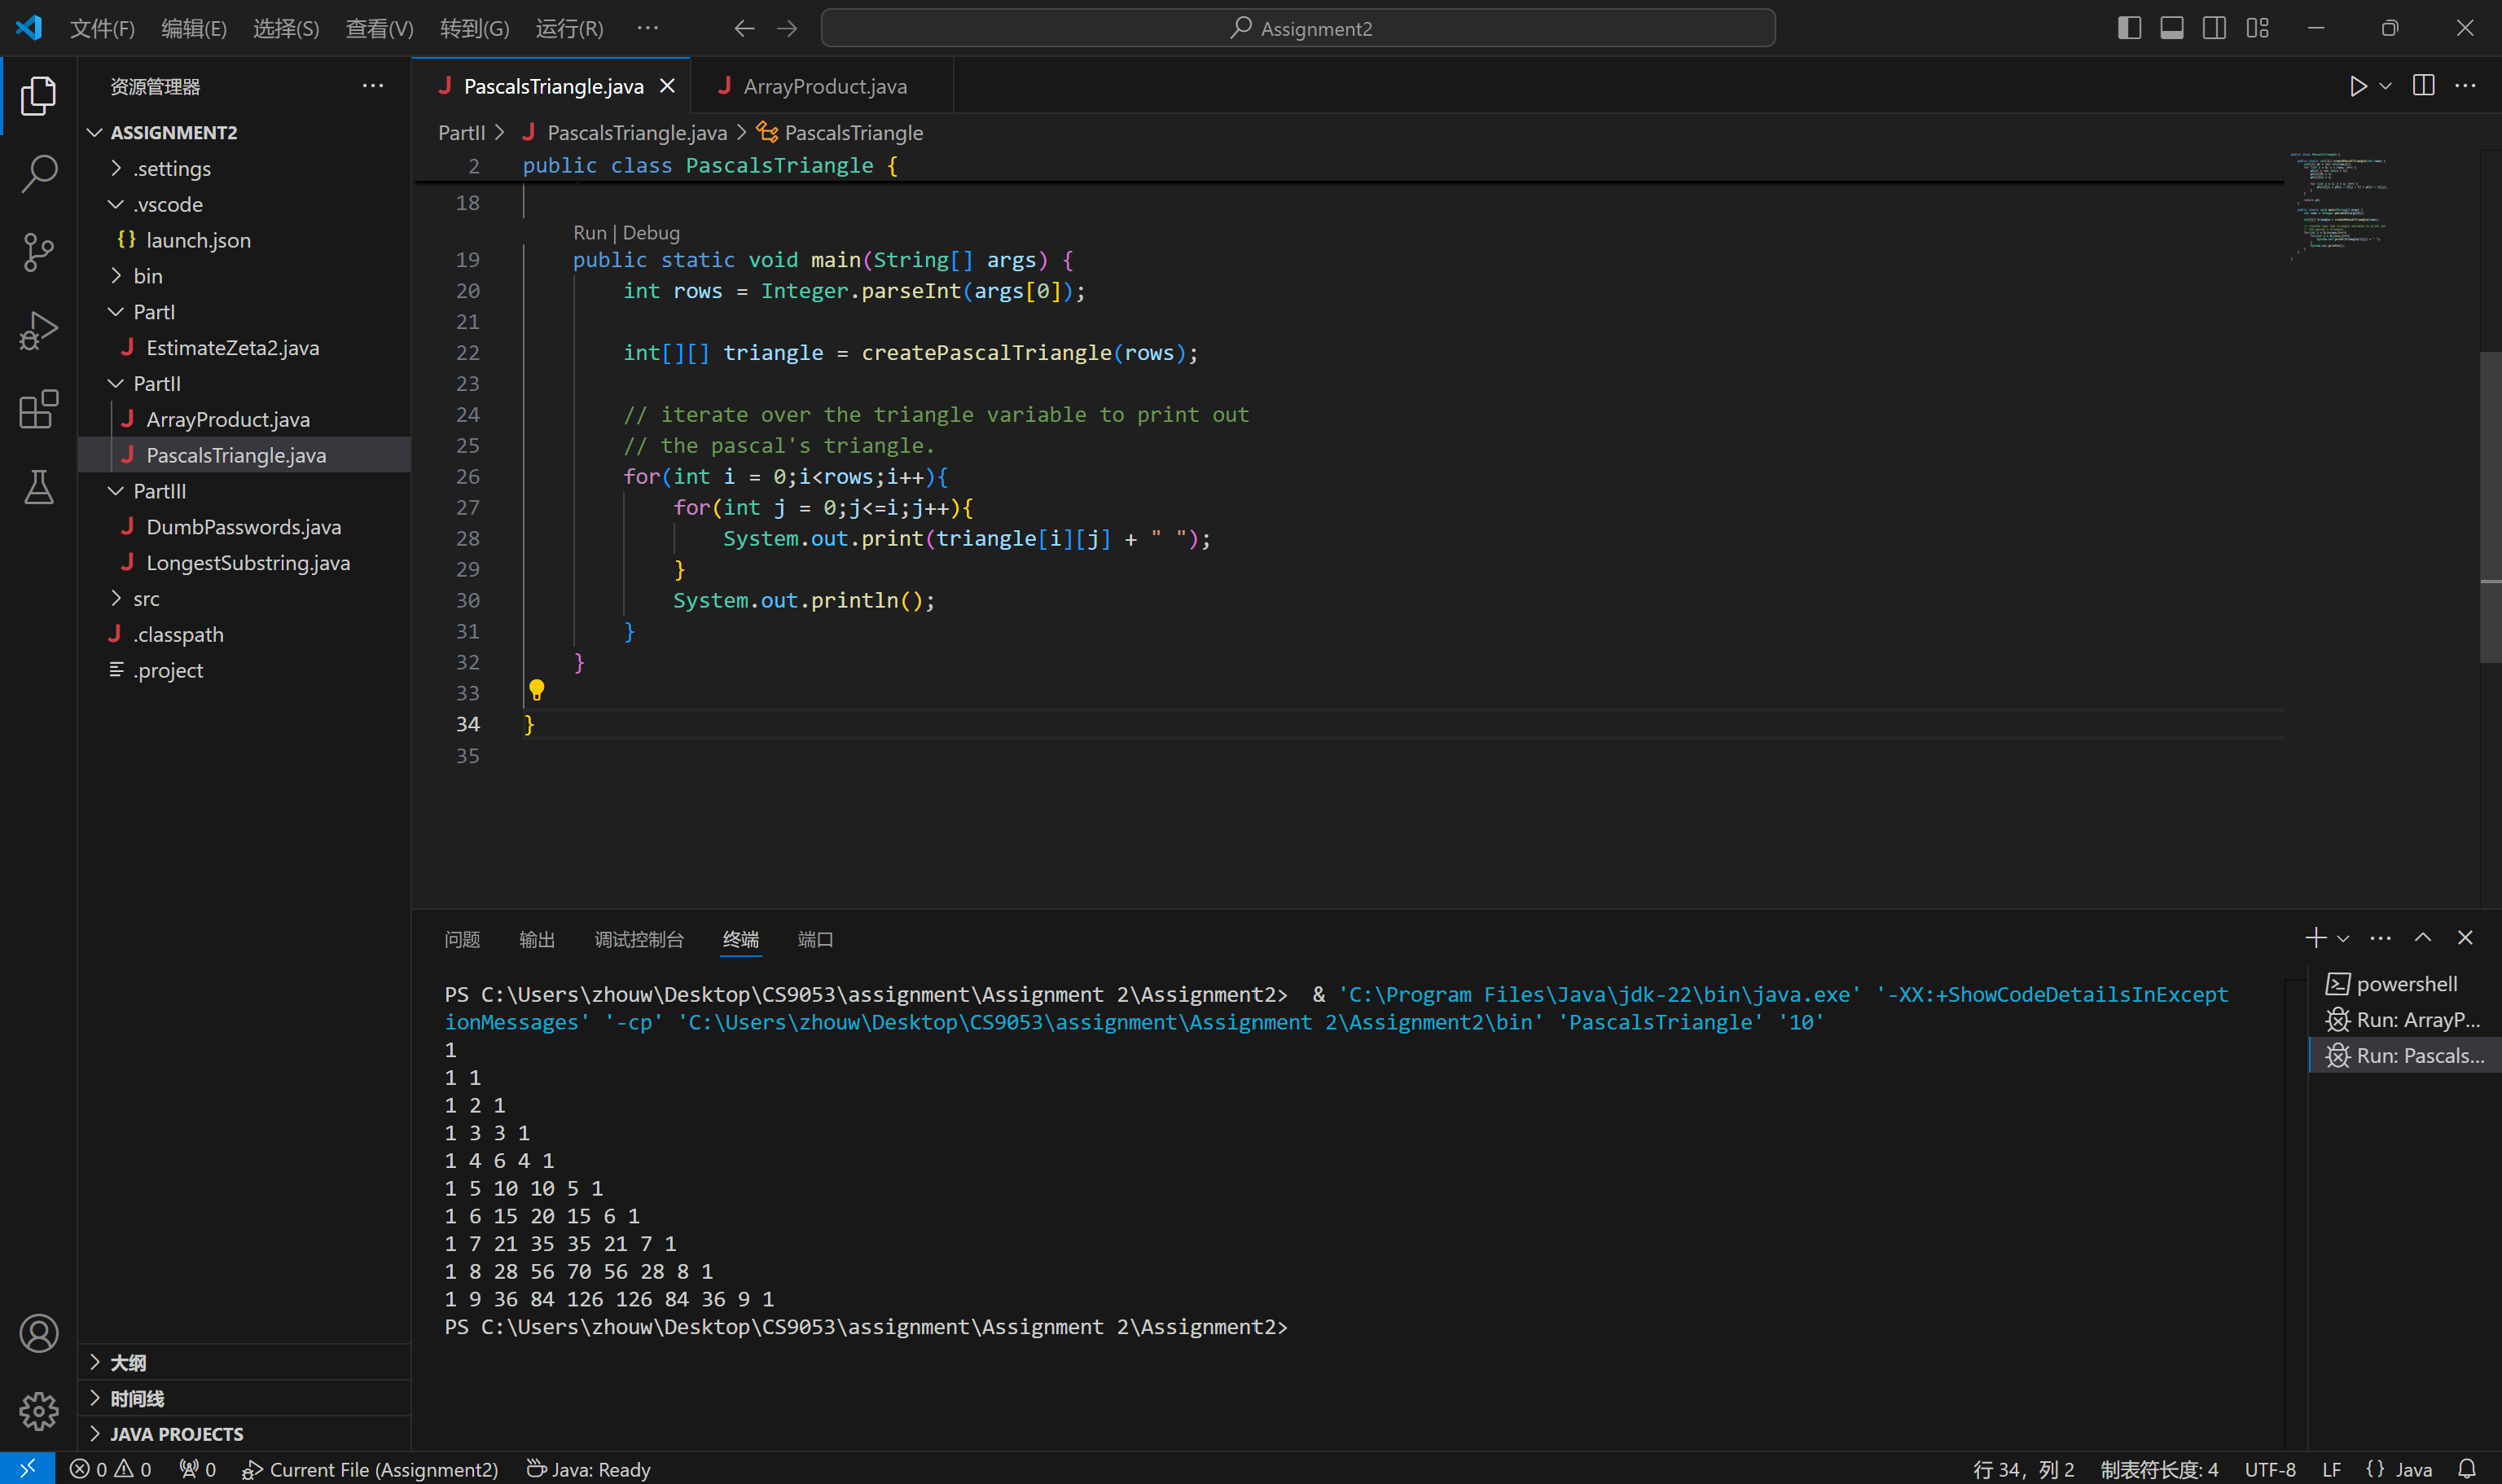 文件(F) 编辑(E) 选择(S) 查看(V) 转到(G) 运行(R) ··· Assignment2
资源管理器 ···
ASSIGNMENT2
.settings
.vscode
{} launch.json
bin
PartI
J EstimateZeta2.java
PartII
J ArrayProduct.java
J PascalsTriangle.java
PartIII
J DumbPasswords.java
J LongestSubstring.java
src
J .classpath
.project
大纲
时间线
JAVA PROJECTS
J PascalsTriangle.java J ArrayProduct.java
PartII > J PascalsTriangle.java > PascalsTriangle
2 public class PascalsTriangle {
18
Run | Debug
19 public static void main(String[] args) {
20 int rows = Integer.parseInt(args[0]);
21
22 int[][] triangle = createPascalTriangle(rows);
23
24 // iterate over the triangle variable to print out
25 // the pascal's triangle.
26 for(int i = 0;i<rows;i++){
27 for(int j = 0;j<=i;j++){
28 System.out.print(triangle[i][j] + " ");
29 }
30 System.out.println();
31 }
32 }
33
34 }
35
问题 输出 调试控制台 终端 端口
PS C:\Users\zhouw\Desktop\CS9053\assignment\Assignment 2\Assignment2>  & 'C:\Program Files\Java\jdk-22\bin\java.exe' '-XX:+ShowCodeDetailsInExcept
ionMessages' '-cp' 'C:\Users\zhouw\Desktop\CS9053\assignment\Assignment 2\Assignment2\bin' 'PascalsTriangle' '10'
1
1 1
1 2 1
1 3 3 1
1 4 6 4 1
1 5 10 10 5 1
1 6 15 20 15 6 1
1 7 21 35 35 21 7 1
1 8 28 56 70 56 28 8 1
1 9 36 84 126 126 84 36 9 1
PS C:\Users\zhouw\Desktop\CS9053\assignment\Assignment 2\Assignment2>
powershell
Run: ArrayP...
Run: Pascals...
0 0 0 Current File (Assignment2) Java: Ready 行 34，列 2 制表符长度: 4 UTF-8 LF {} Java